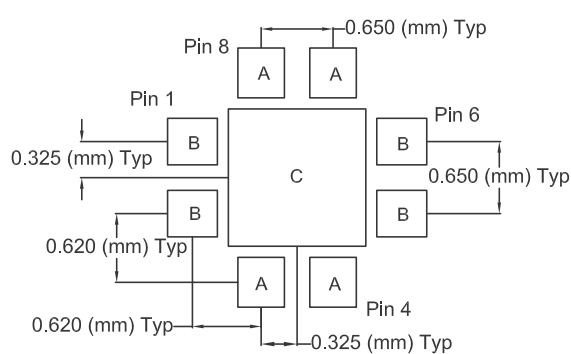 0.650 (mm) Typ
Pin 8
A A
Pin 1
Pin 6
B B
0.325 (mm) Typ
C
0.650 (mm) Typ
B B
0.620 (mm) Typ
A A
Pin 4
0.620 (mm) Typ
0.325 (mm) Typ